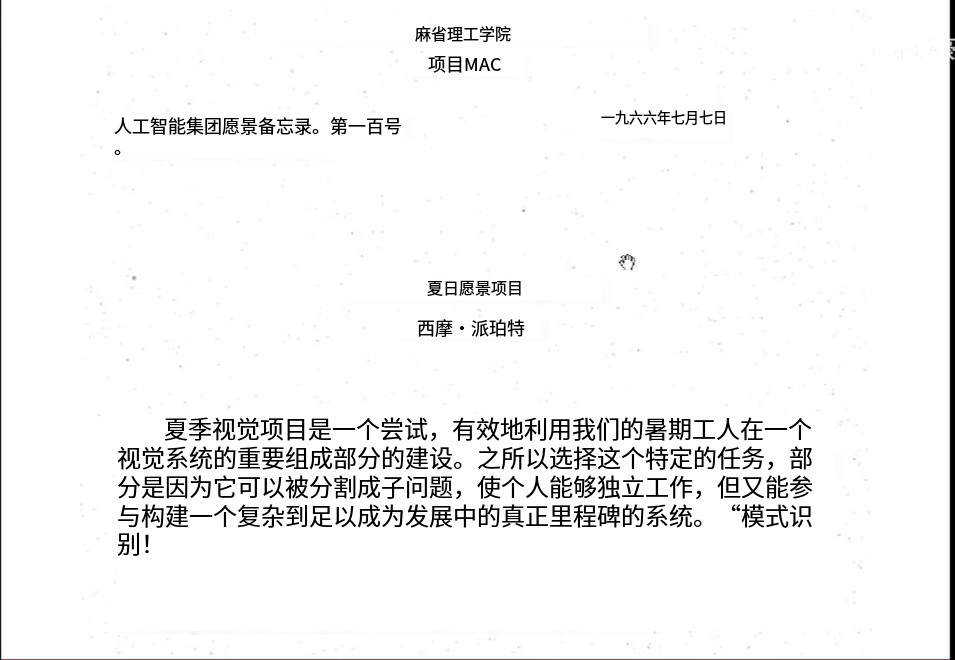 麻省理工学院
项目MAC
人工智能集团愿景备忘录。第一百号
。
一九六六年七月七日
夏日愿景项目
西摩·派珀特
夏季视觉项目是一个尝试，有效地利用我们的暑期工人在一个
视觉系统的重要组成部分的建设。之所以选择这个特定的任务，部
分是因为它可以被分割成子问题，使个人能够独立工作，但又能参
与构建一个复杂到足以成为发展中的真正里程碑的系统。“模式识
别！